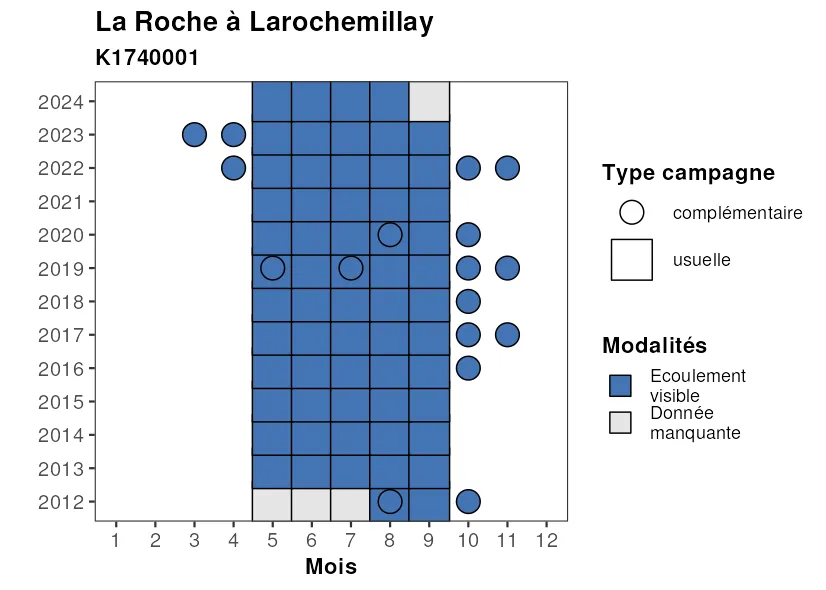 La Roche à Larochemillay
K1740001
2024
2023
2022
2021
2020
2019
2018
2017
2016
2015
2014
2013
2012
1 2 3 4 5 6 7 8 9 10 11 12
Mois
Type campagne
complémentaire
usuelle
Modalités
Ecoulement
visible
Donnée
manquante